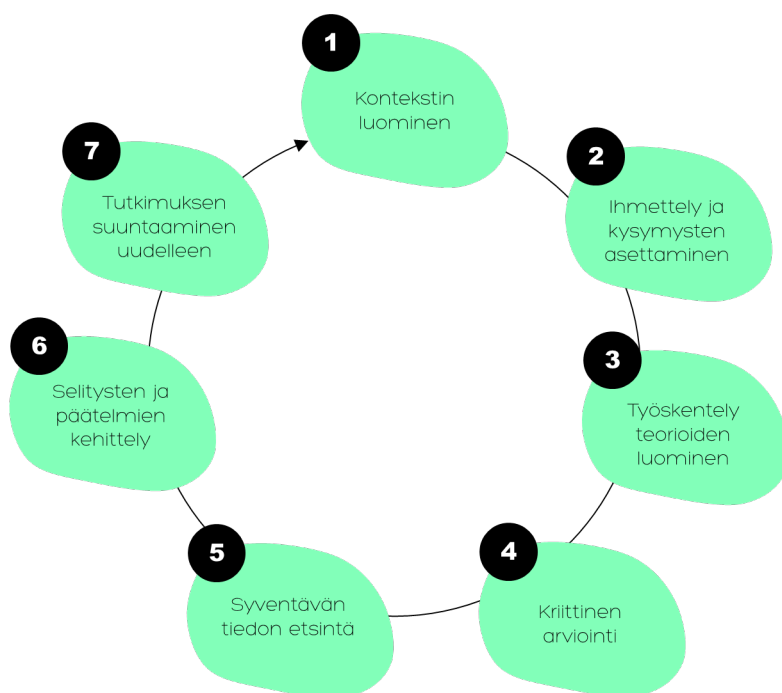 1
Kontekstin
luominen
2
Ihmettely ja
kysymysten
asettaminen
3
Työskentely
teorioiden
luominen
4
Kriittinen
arviointi
5
Syventävän
tiedon etsintä
6
Selitysten ja
päätelmien
kehittely
7
Tutkimuksen
suuntaaminen
uudelleen